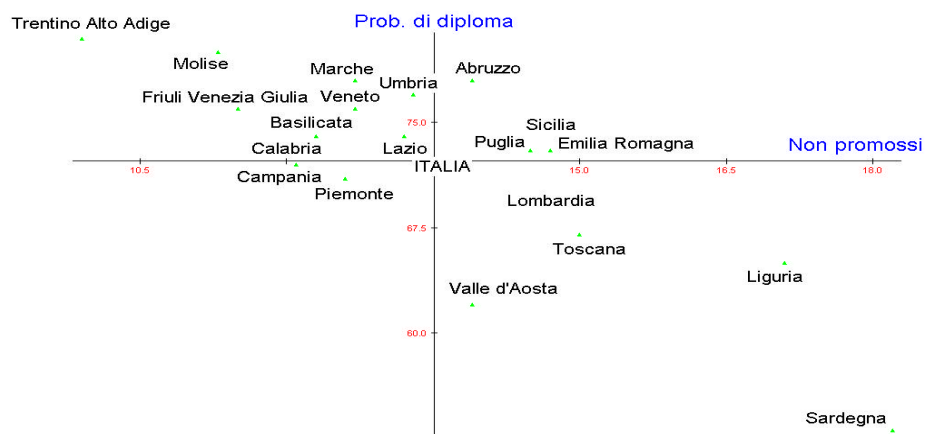 Prob. di diploma
Trentino Alto Adige
Molise
Marche
Abruzzo
Umbria
Friuli Venezia Giulia
Veneto
Basilicata
75.0
Sicilia
Calabria
Lazio
Puglia
Emilia Romagna
Non promossi
ITALIA
10.5
15.0
16.5
18.0
Campania
Piemonte
Lombardia
67.5
Toscana
Liguria
Valle d'Aosta
60.0
Sardegna